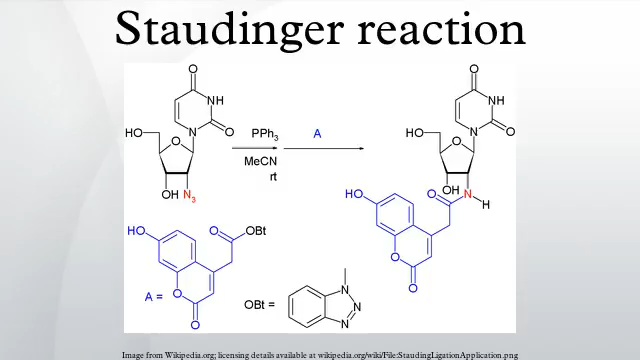 Staudinger reaction
O
NH
N
O
HO
O
OH
N3
PPh3
MeCN
rt
A
O
NH
N
O
HO
O
OH
O
N
H
HO
O
O
HO
O
OBt
O
O
A =
OBt =
N
N
N
Image from Wikipedia.org; licensing details available at wikipedia.org/wiki/File:StaudingLigationApplication.png